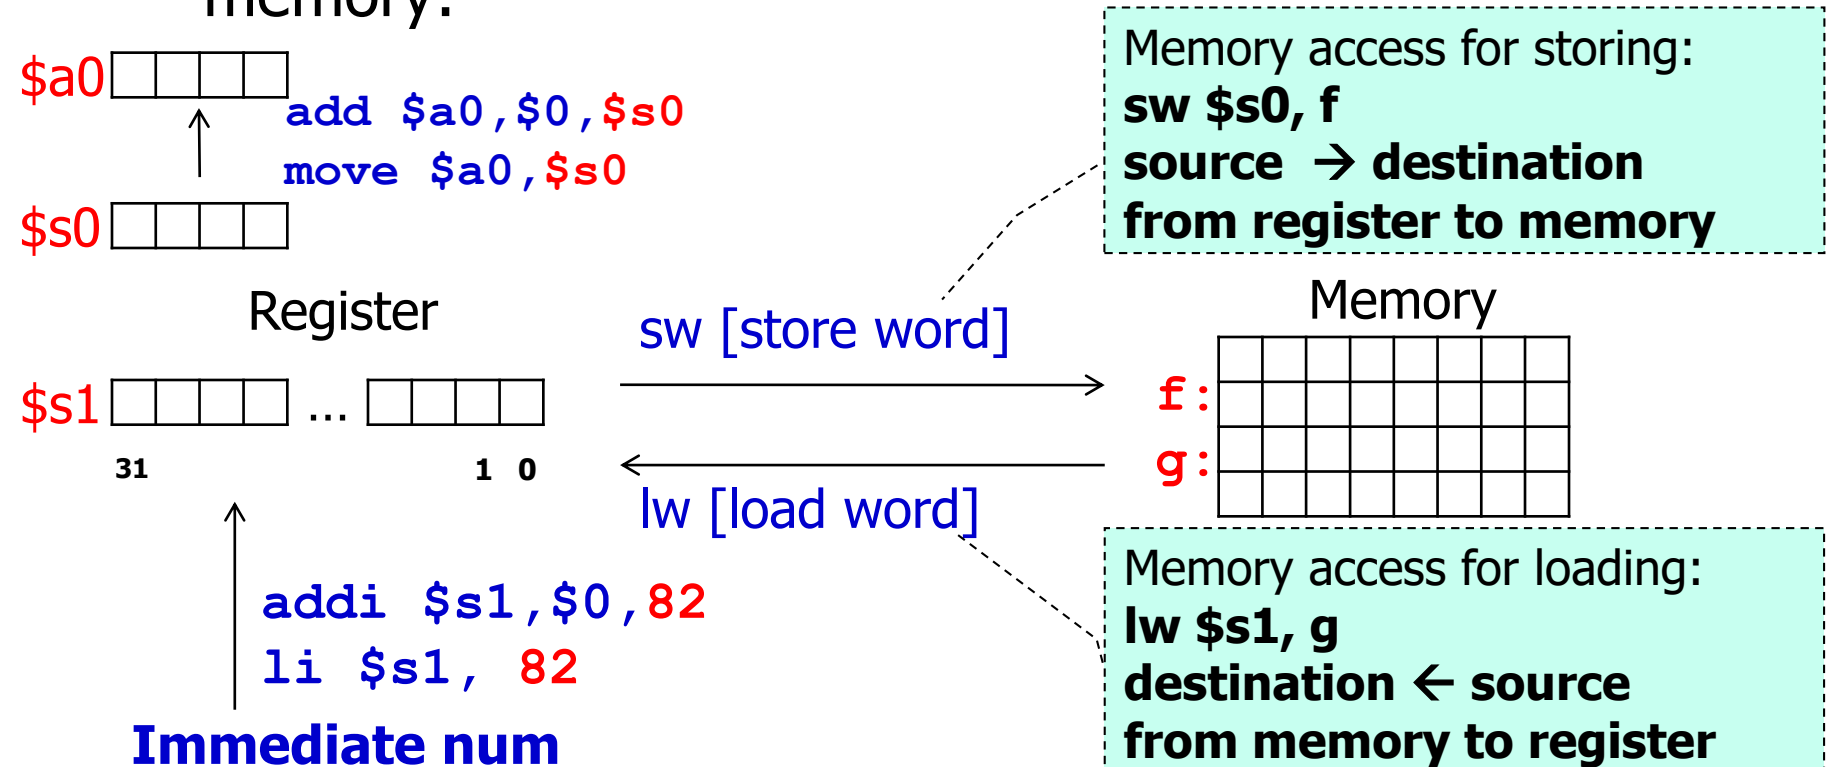 memory:
$a0
add $a0,$0,$s0
move $a0,$s0
$s0
Memory access for storing:
sw $s0, f
source → destination
from register to memory
Register
sw [store word]
Memory
$s1
...
f:
g:
31
1 0
lw [load word]
addi $s1,$0,82
li $s1, 82
Immediate num
Memory access for loading:
lw $s1, g
destination ← source
from memory to register